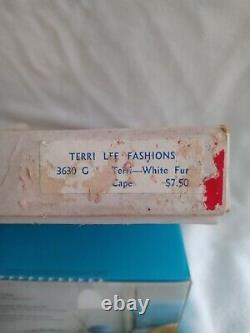 TERRI LEE FASHIONS
3630 G Terri—White Fur
Cape $7.50